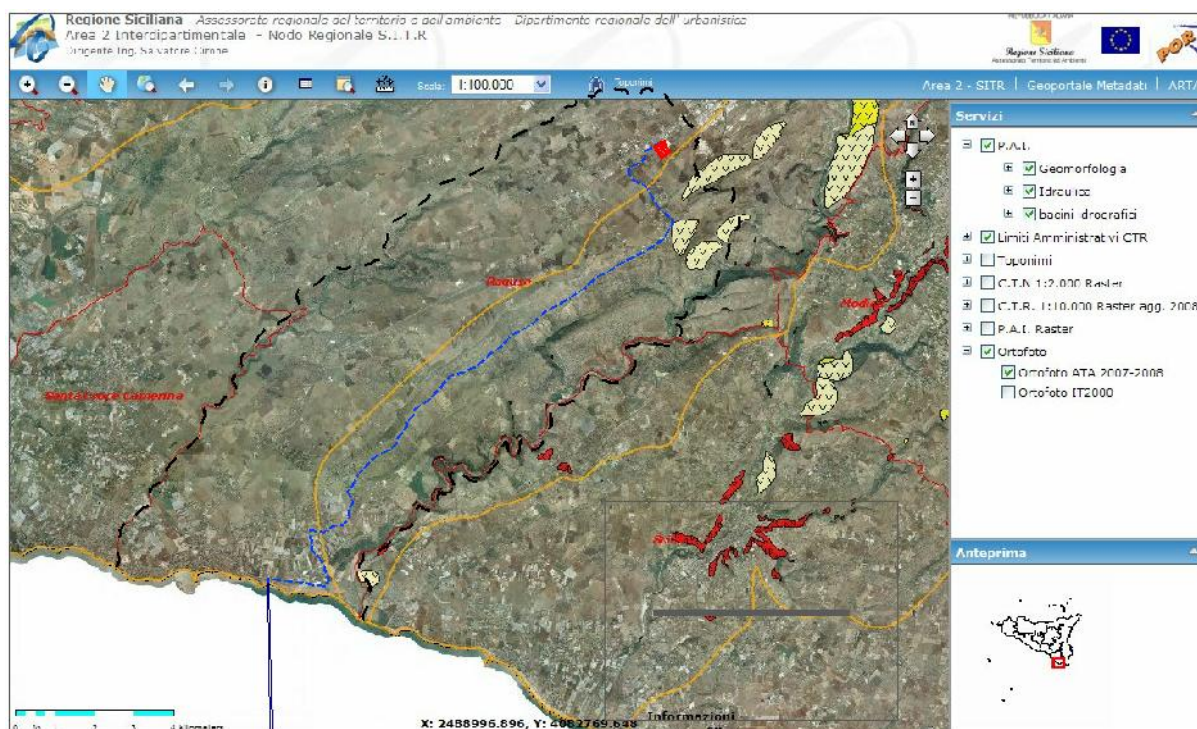 Regione Siciliana - Assessorato regionale del territorio e dell'ambiente - Dipartimento regionale dell'urbanistica
Area 2 Interdipartimentale - Nodo Regionale S.I.T.R
Dirigente Ing. Salvatore Cirone
Regione Siciliana
Scala: 1:100.000
Toponimi
Area 2 - SITR | Geoportale Metadati | ART/
Servizi
P.A.I.
Geomorfologia
Idraulica
bacini idrografici
Limiti Amministrativi CTR
Toponimi
C.T.N 1:2.000 Raster
C.T.R. 1:10.000 Raster agg. 2008
P.A.I. Raster
Ortofoto
Ortofoto ATA 2007-2008
Ortofoto IT2000
Ragusa
Santa Croce Camerina
Anteprima
X: 2488996.896, Y: 4082769.648
Informazioni